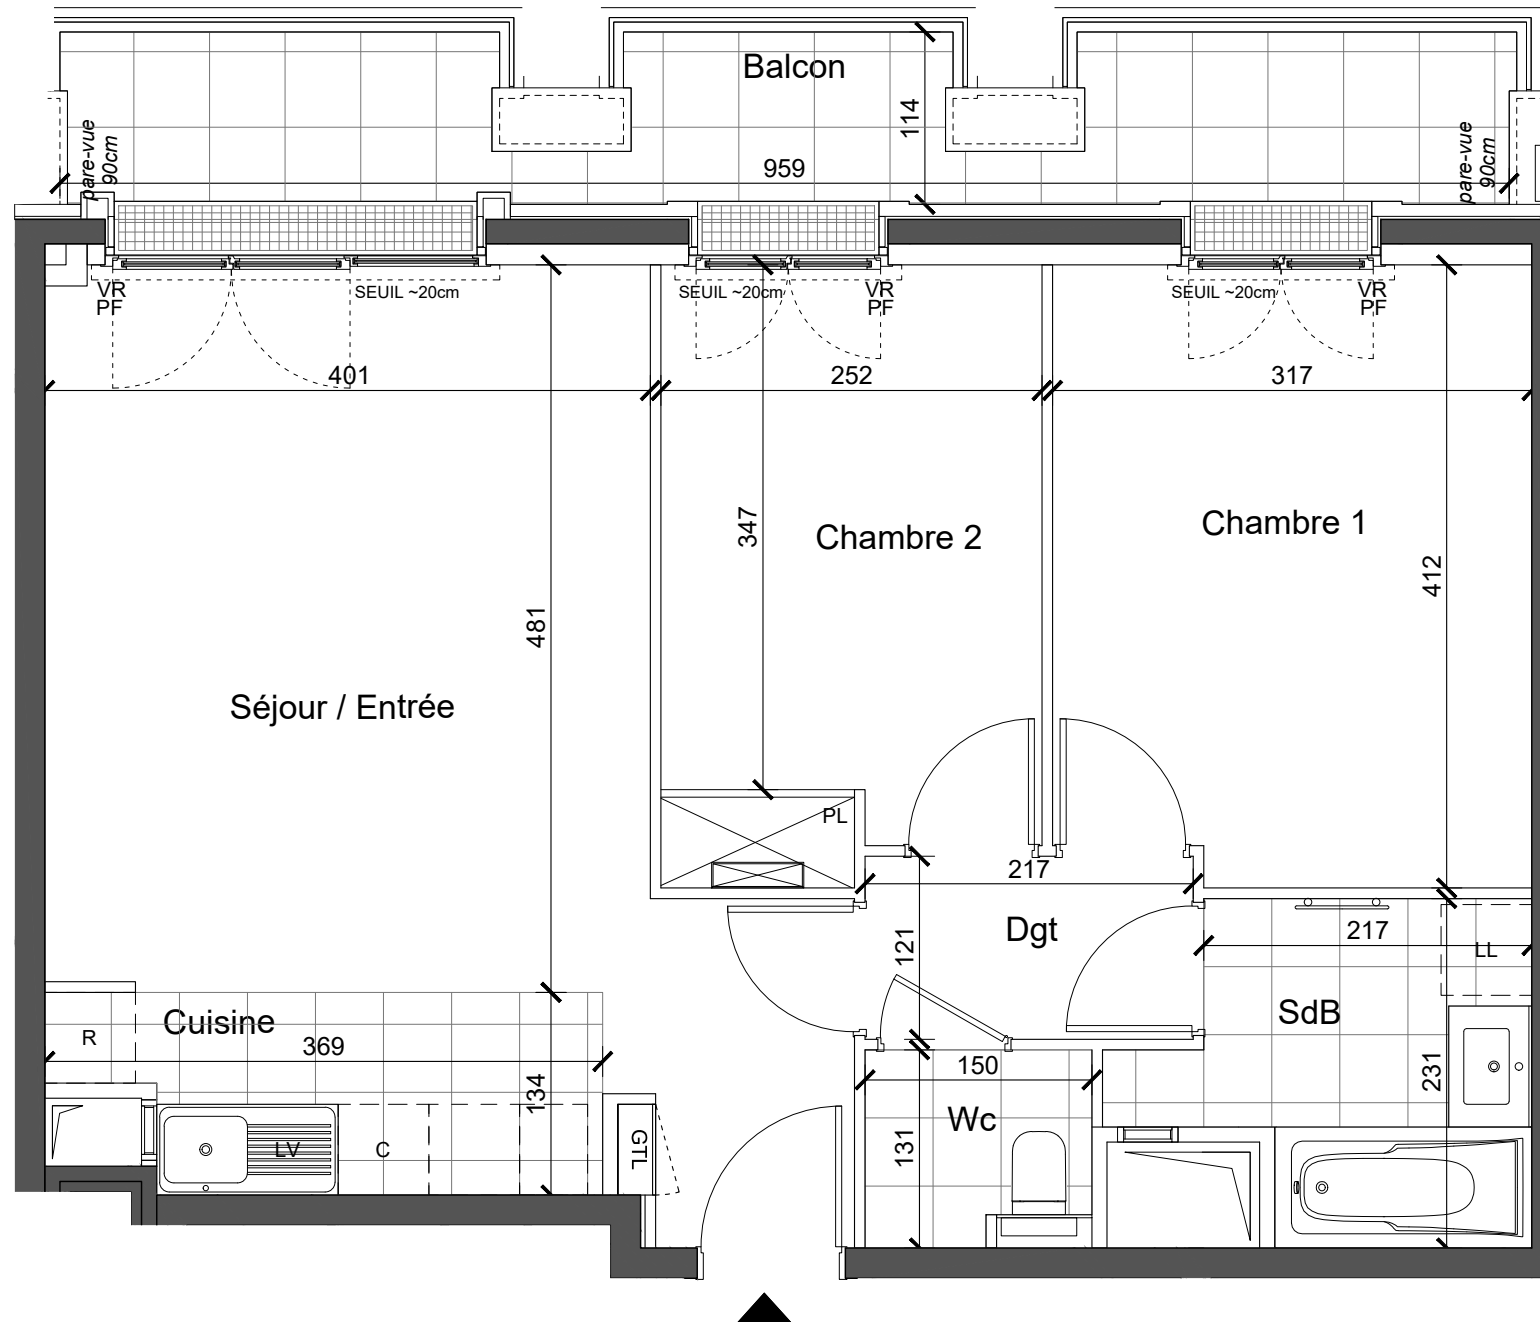 Balcon
114
959
pare-vue
90cm
pare-vue
90cm
VR
PF
SEUIL ~20cm
SEUIL ~20cm
VR
PF
SEUIL ~20cm
VR
PF
401
252
317
347
Chambre 2
Chambre 1
412
481
Séjour / Entrée
PL
217
Dgt
121
217
LL
SdB
Cuisine
R
369
134
150
231
Wc
131
GTL
LV
C